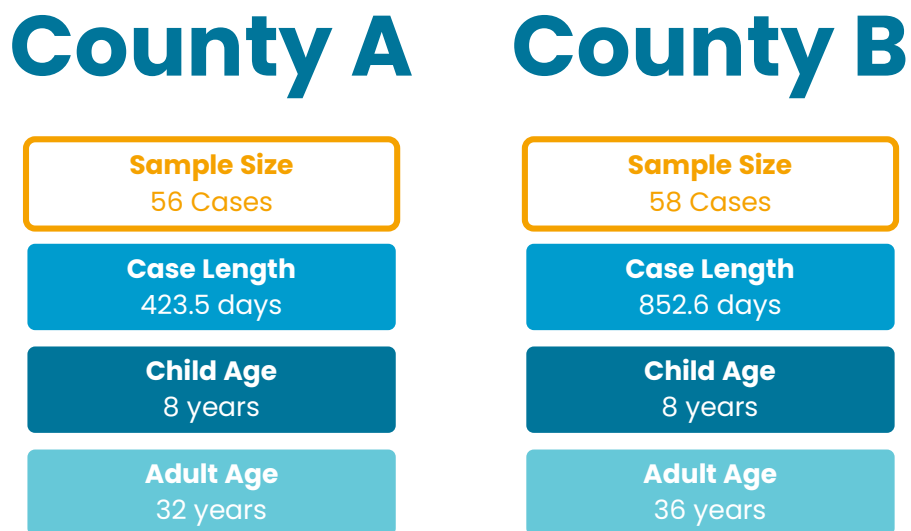 County A
Sample Size
56 Cases
Case Length
423.5 days
Child Age
8 years
Adult Age
32 years
County B
Sample Size
58 Cases
Case Length
852.6 days
Child Age
8 years
Adult Age
36 years